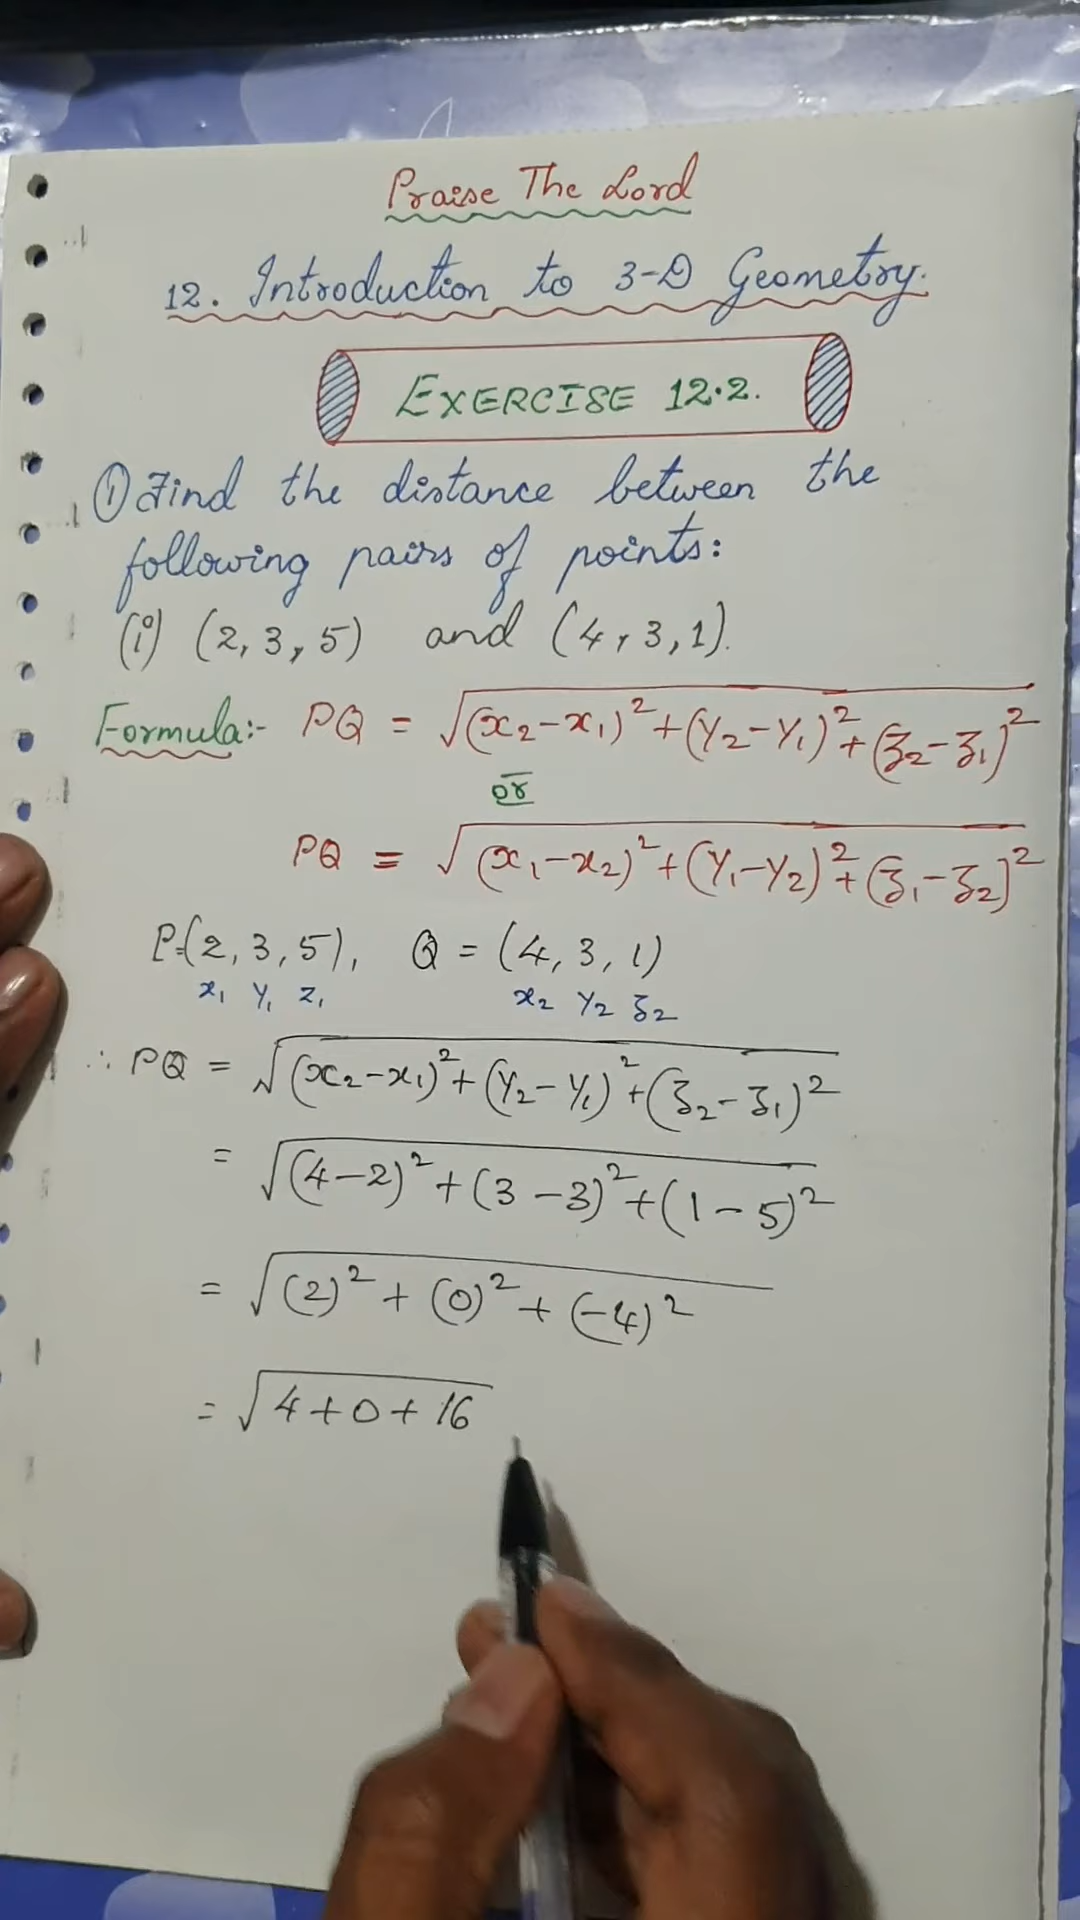 Praise The Lord
12. Introduction to 3-D Geometry.
EXERCISE 12.2.
① Find the distance between the
following pairs of points:
(i) (2, 3, 5) and (4, 3, 1).
Formula:- PQ = √(x₂-x₁)²+(y₂-y₁)²+(z₂-z₁)²
or
PQ = √(x₁-x₂)²+(y₁-y₂)²+(z₁-z₂)²
P=(2, 3, 5), Q = (4, 3, 1)
x₁ y₁ z₁ x₂ y₂ z₂
∴ PQ = √(x₂-x₁)²+(y₂-y₁)²+(z₂-z₁)²
= √(4-2)²+(3-3)²+(1-5)²
= √(2)²+(0)²+(-4)²
= √4+0+16